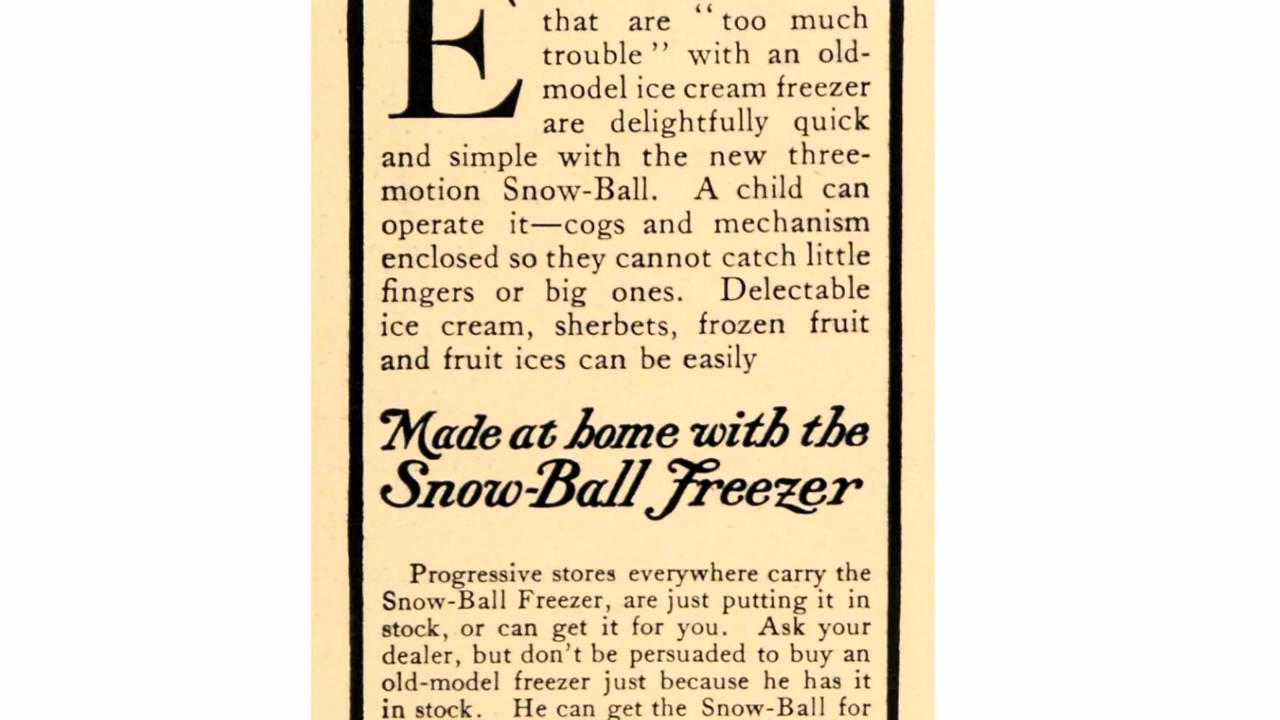 E
that are “too much
trouble” with an old-
model ice cream freezer
are delightfully quick
and simple with the new three-
motion Snow-Ball. A child can
operate it—cogs and mechanism
enclosed so they cannot catch little
fingers or big ones. Delectable
ice cream, sherbets, frozen fruit
and fruit ices can be easily
Made at home with the
Snow-Ball Freezer
Progressive stores everywhere carry the
Snow-Ball Freezer, are just putting it in
stock, or can get it for you. Ask your
dealer, but don’t be persuaded to buy an
old-model freezer just because he has it
in stock. He can get the Snow-Ball for